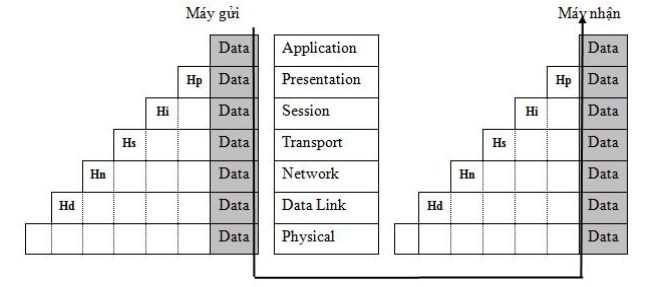 Máy gửi Máy nhận
Data Application Data
Hp Data Presentation Hp Data
Hi Data Session Hi Data
Hs Data Transport Hs Data
Hn Data Network Hn Data
Hd Data Data Link Hd Data
Data Physical Data